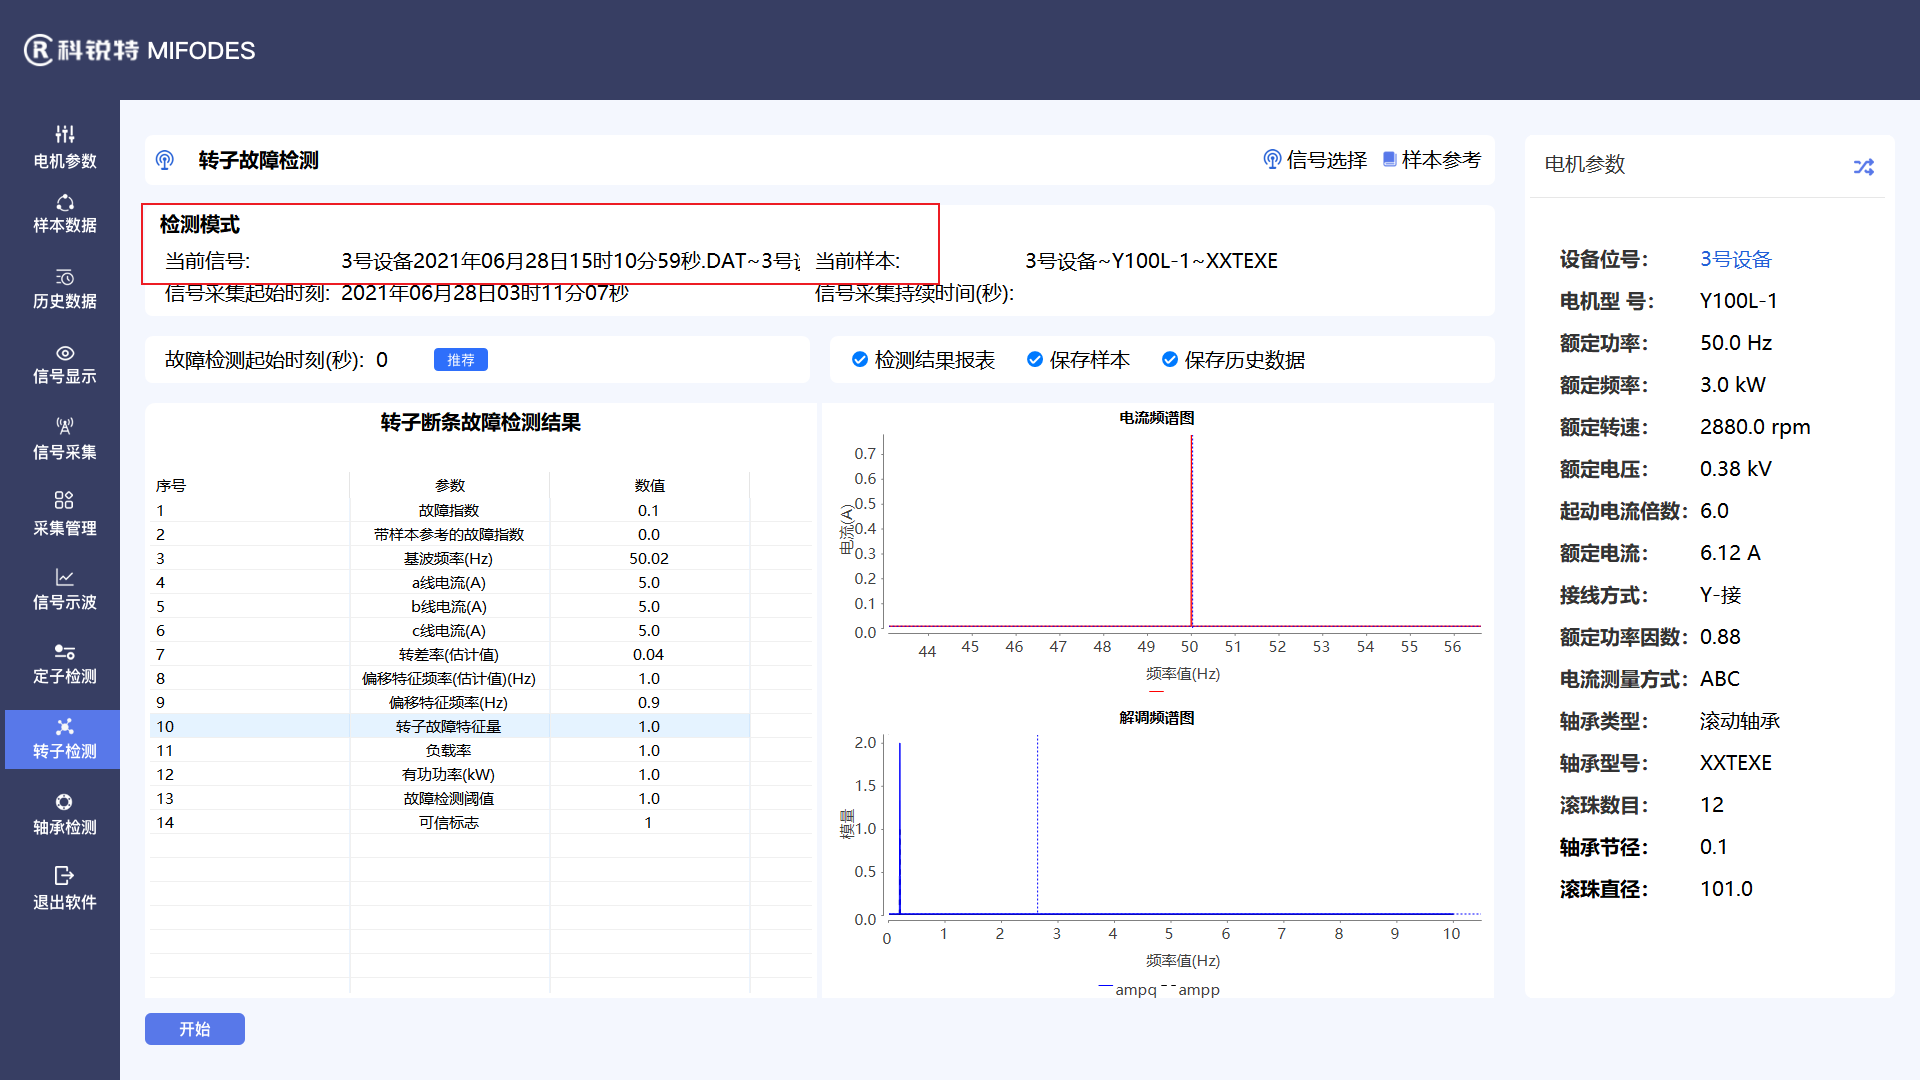 科锐特 MIFODES
电机参数
样本数据
历史数据
信号显示
信号采集
采集管理
信号示波
定子检测
转子检测
轴承检测
退出软件
转子故障检测
信号选择 样本参考
检测模式
当前信号: 3号设备2021年06月28日15时10分59秒.DAT~3号 当前样本: 3号设备~Y100L-1~XXTEXE
信号采集起始时刻: 2021年06月28日03时11分07秒 信号采集持续时间(秒):
故障检测起始时刻(秒): 0 推荐
检测结果报表 保存样本 保存历史数据
转子断条故障检测结果
序号 参数 数值
1 故障指数 0.1
2 带样本参考的故障指数 0.0
3 基波频率(Hz) 50.02
4 a线电流(A) 5.0
5 b线电流(A) 5.0
6 c线电流(A) 5.0
7 转差率(估计值) 0.04
8 偏移特征频率(估计值)(Hz) 1.0
9 偏移特征频率(Hz) 0.9
10 转子故障特征量 1.0
11 负载率 1.0
12 有功功率(kW) 1.0
13 故障检测阈值 1.0
14 可信标志 1
开始
电流频谱图
电流(A)
0.7
0.6
0.5
0.4
0.3
0.2
0.1
0.0
44 45 46 47 48 49 50 51 52 53 54 55 56
频率值(Hz)
解调频谱图
模量
2.0
1.5
1.0
0.5
0.0
0 1 2 3 4 5 6 7 8 9 10
频率值(Hz)
ampq ampp
电机参数
设备位号: 3号设备
电机型 号: Y100L-1
额定功率: 50.0 Hz
额定频率: 3.0 kW
额定转速: 2880.0 rpm
额定电压: 0.38 kV
起动电流倍数: 6.0
额定电流: 6.12 A
接线方式: Y-接
额定功率因数: 0.88
电流测量方式: ABC
轴承类型: 滚动轴承
轴承型号: XXTEXE
滚珠数目: 12
轴承节径: 0.1
滚珠直径: 101.0